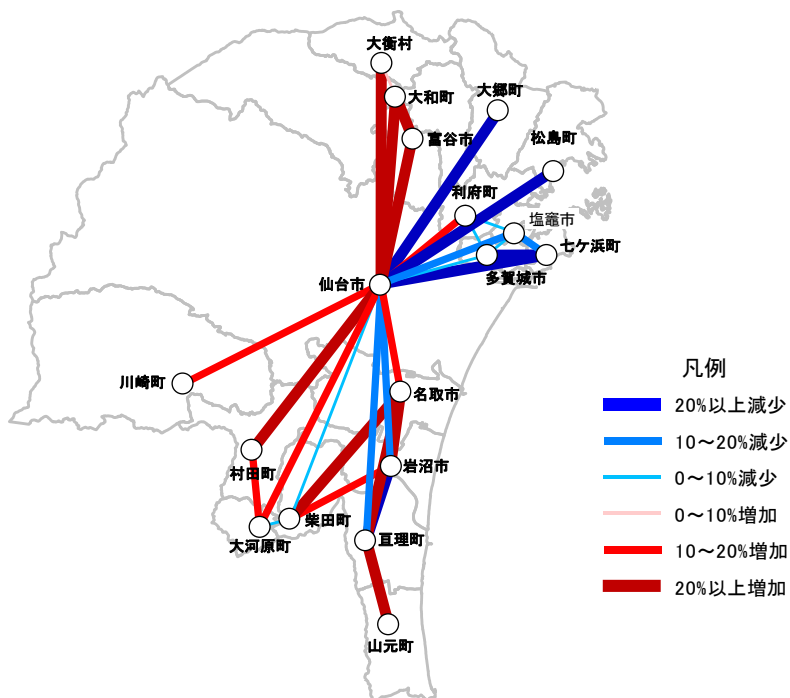 大衡村
大和町
大郷町
富谷市
松島町
利府町
塩竈市
七ケ浜町
多賀城市
仙台市
川崎町
名取市
村田町
岩沼市
柴田町
大河原町
亘理町
山元町
凡例
20%以上減少
10~20%減少
0~10%減少
0~10%増加
10~20%増加
20%以上増加